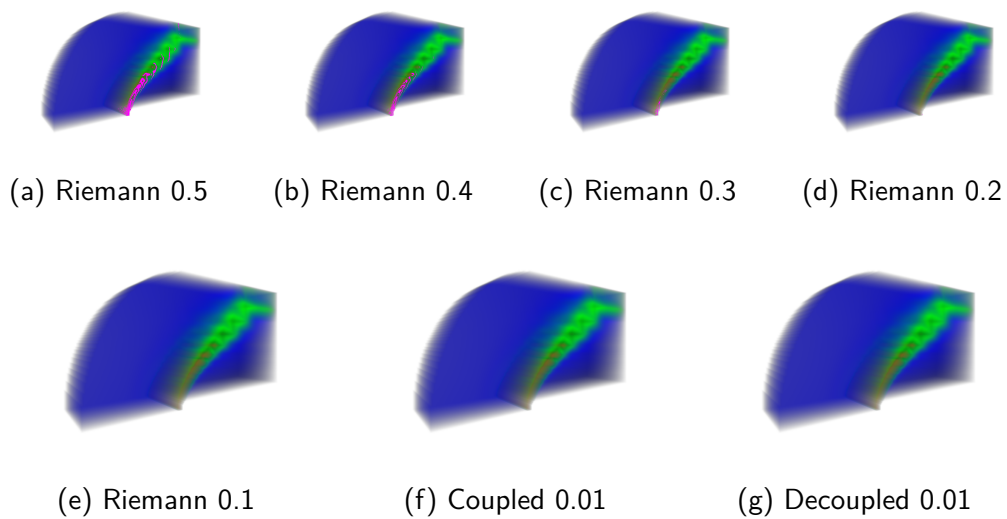 (a) Riemann 0.5 (b) Riemann 0.4 (c) Riemann 0.3 (d) Riemann 0.2
(e) Riemann 0.1 (f) Coupled 0.01 (g) Decoupled 0.01